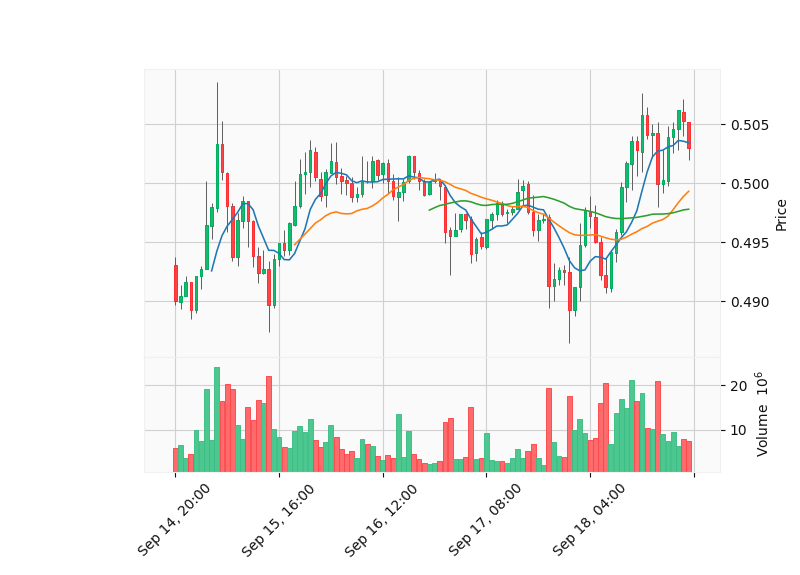 0.505
0.500
0.495
0.490
Price
20
10
Volume 10^6
Sep 14, 20:00
Sep 15, 16:00
Sep 16, 12:00
Sep 17, 08:00
Sep 18, 04:00